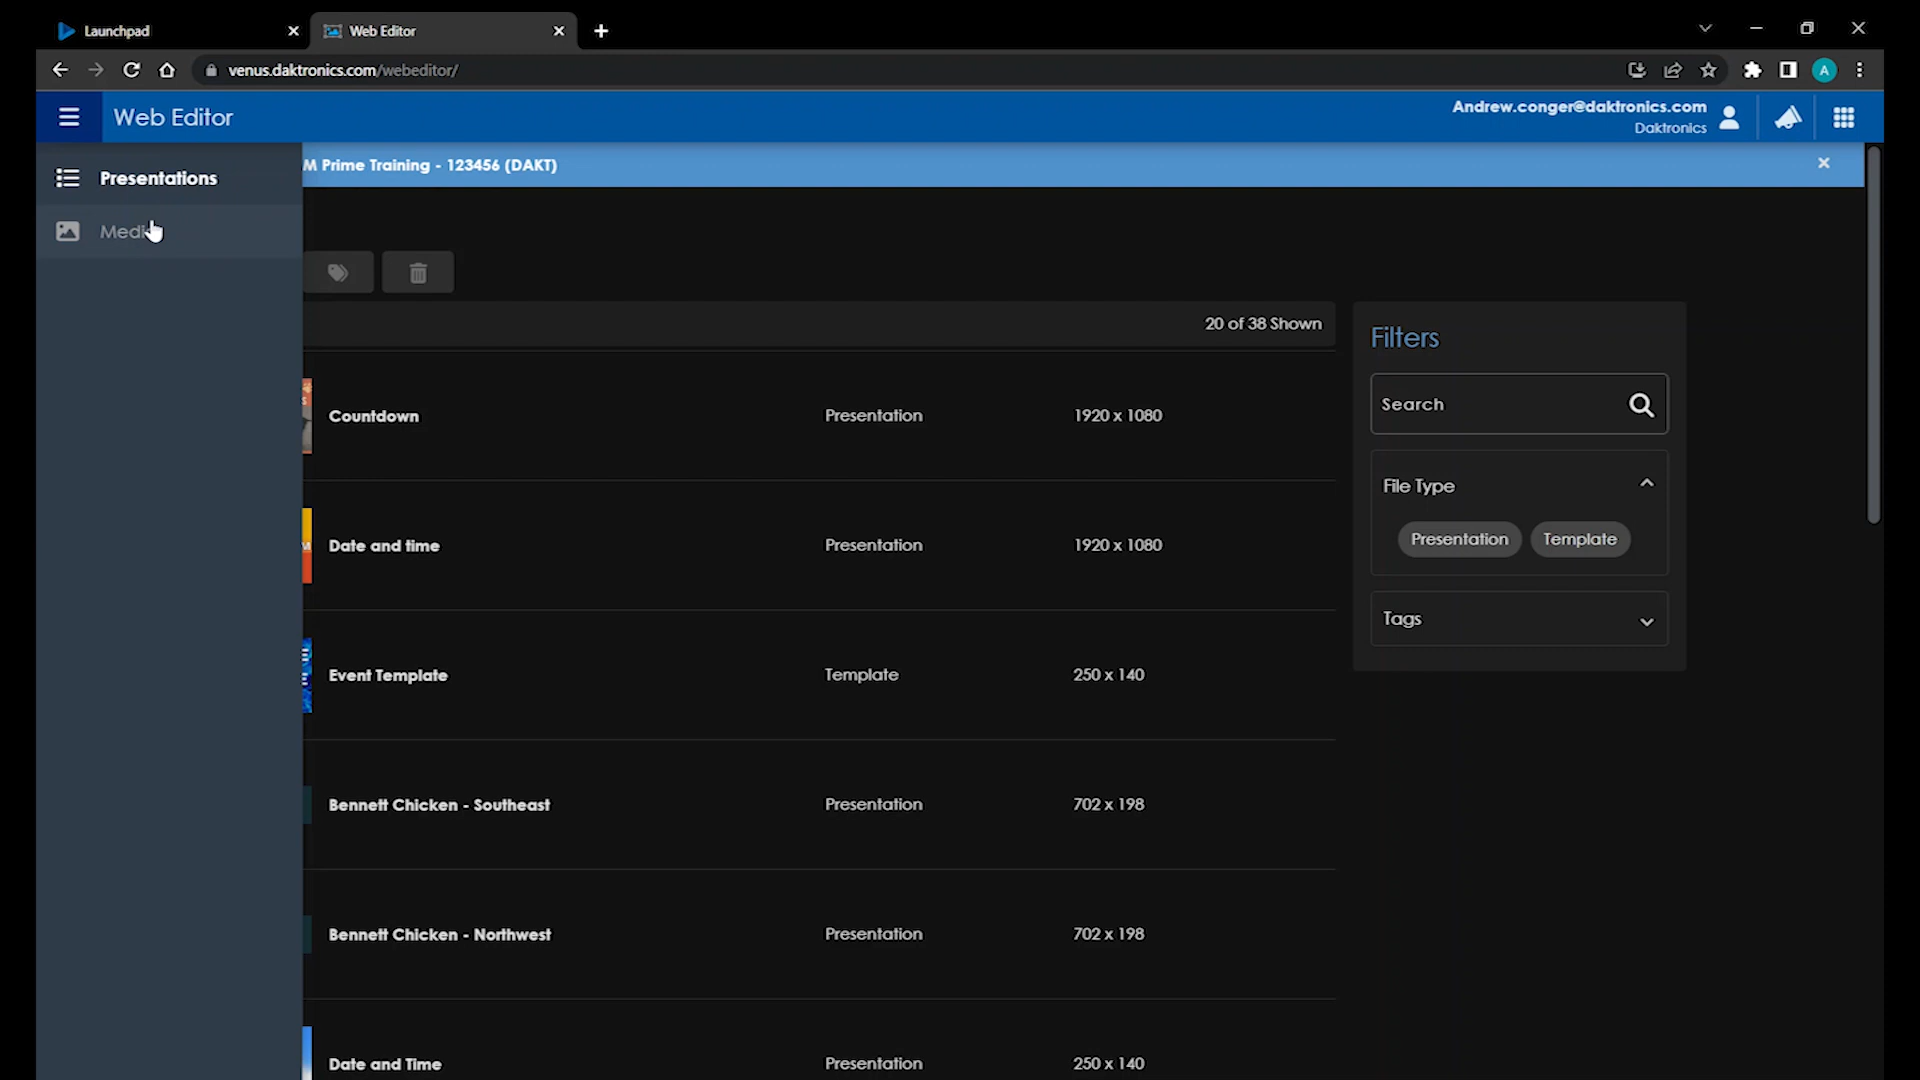 Launchpad
Web Editor
venus.daktronics.com/webeditor/
A
Web Editor
Andrew.conger@daktronics.com
Daktronics
Presentations
M Prime Training - 123456 (DAKT)
Medi
20 of 38 Shown
Filters
Search
File Type
Presentation Template
Tags
Countdown Presentation 1920 x 1080
Date and time Presentation 1920 x 1080
Event Template Template 250 x 140
Bennett Chicken - Southeast Presentation 702 x 198
Bennett Chicken - Northwest Presentation 702 x 198
Date and Time Presentation 250 x 140